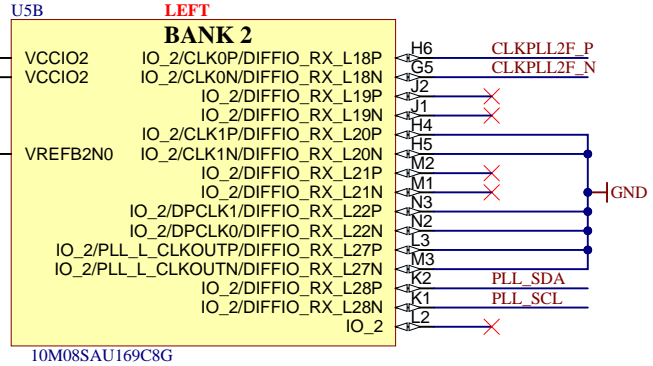 U5B LEFT
BANK 2
VCCIO2 IO_2/CLK0P/DIFFIO_RX_L18P H6 CLKPLL2F_P
VCCIO2 IO_2/CLK0N/DIFFIO_RX_L18N G5 CLKPLL2F_N
IO_2/DIFFIO_RX_L19P J2
IO_2/DIFFIO_RX_L19N J1
IO_2/CLK1P/DIFFIO_RX_L20P H4
VREFB2N0 IO_2/CLK1N/DIFFIO_RX_L20N H5
IO_2/DIFFIO_RX_L21P M2
IO_2/DIFFIO_RX_L21N M1 GND
IO_2/DPCLK1/DIFFIO_RX_L22P N3
IO_2/DPCLK0/DIFFIO_RX_L22N N2
IO_2/PLL_L_CLKOUTP/DIFFIO_RX_L27P L3
IO_2/PLL_L_CLKOUTN/DIFFIO_RX_L27N M3
IO_2/DIFFIO_RX_L28P K2 PLL_SDA
IO_2/DIFFIO_RX_L28N K1 PLL_SCL
IO_2 L2
10M08SAU169C8G